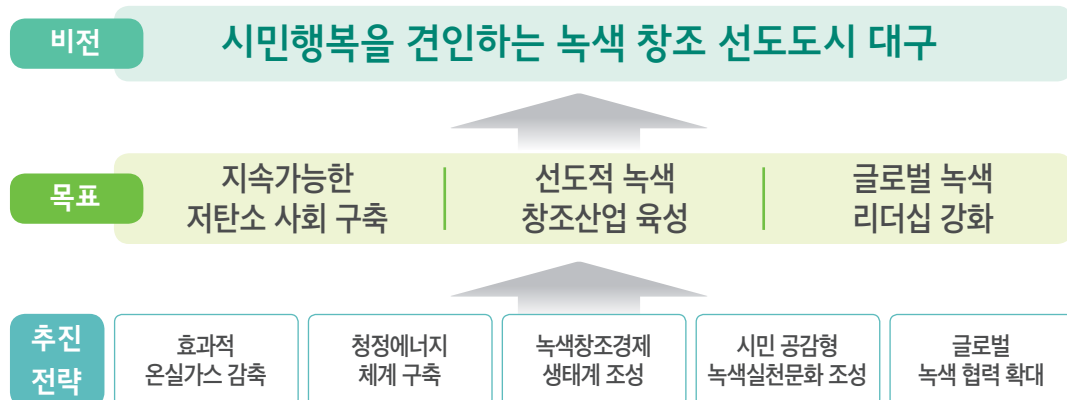 비전
시민행복을 견인하는 녹색 창조 선도도시 대구
목표
지속가능한
저탄소 사회 구축
선도적 녹색
창조산업 육성
글로벌 녹색
리더십 강화
추진
전략
효과적
온실가스 감축
청정에너지
체계 구축
녹색창조경제
생태계 조성
시민 공감형
녹색실천문화 조성
글로벌
녹색 협력 확대